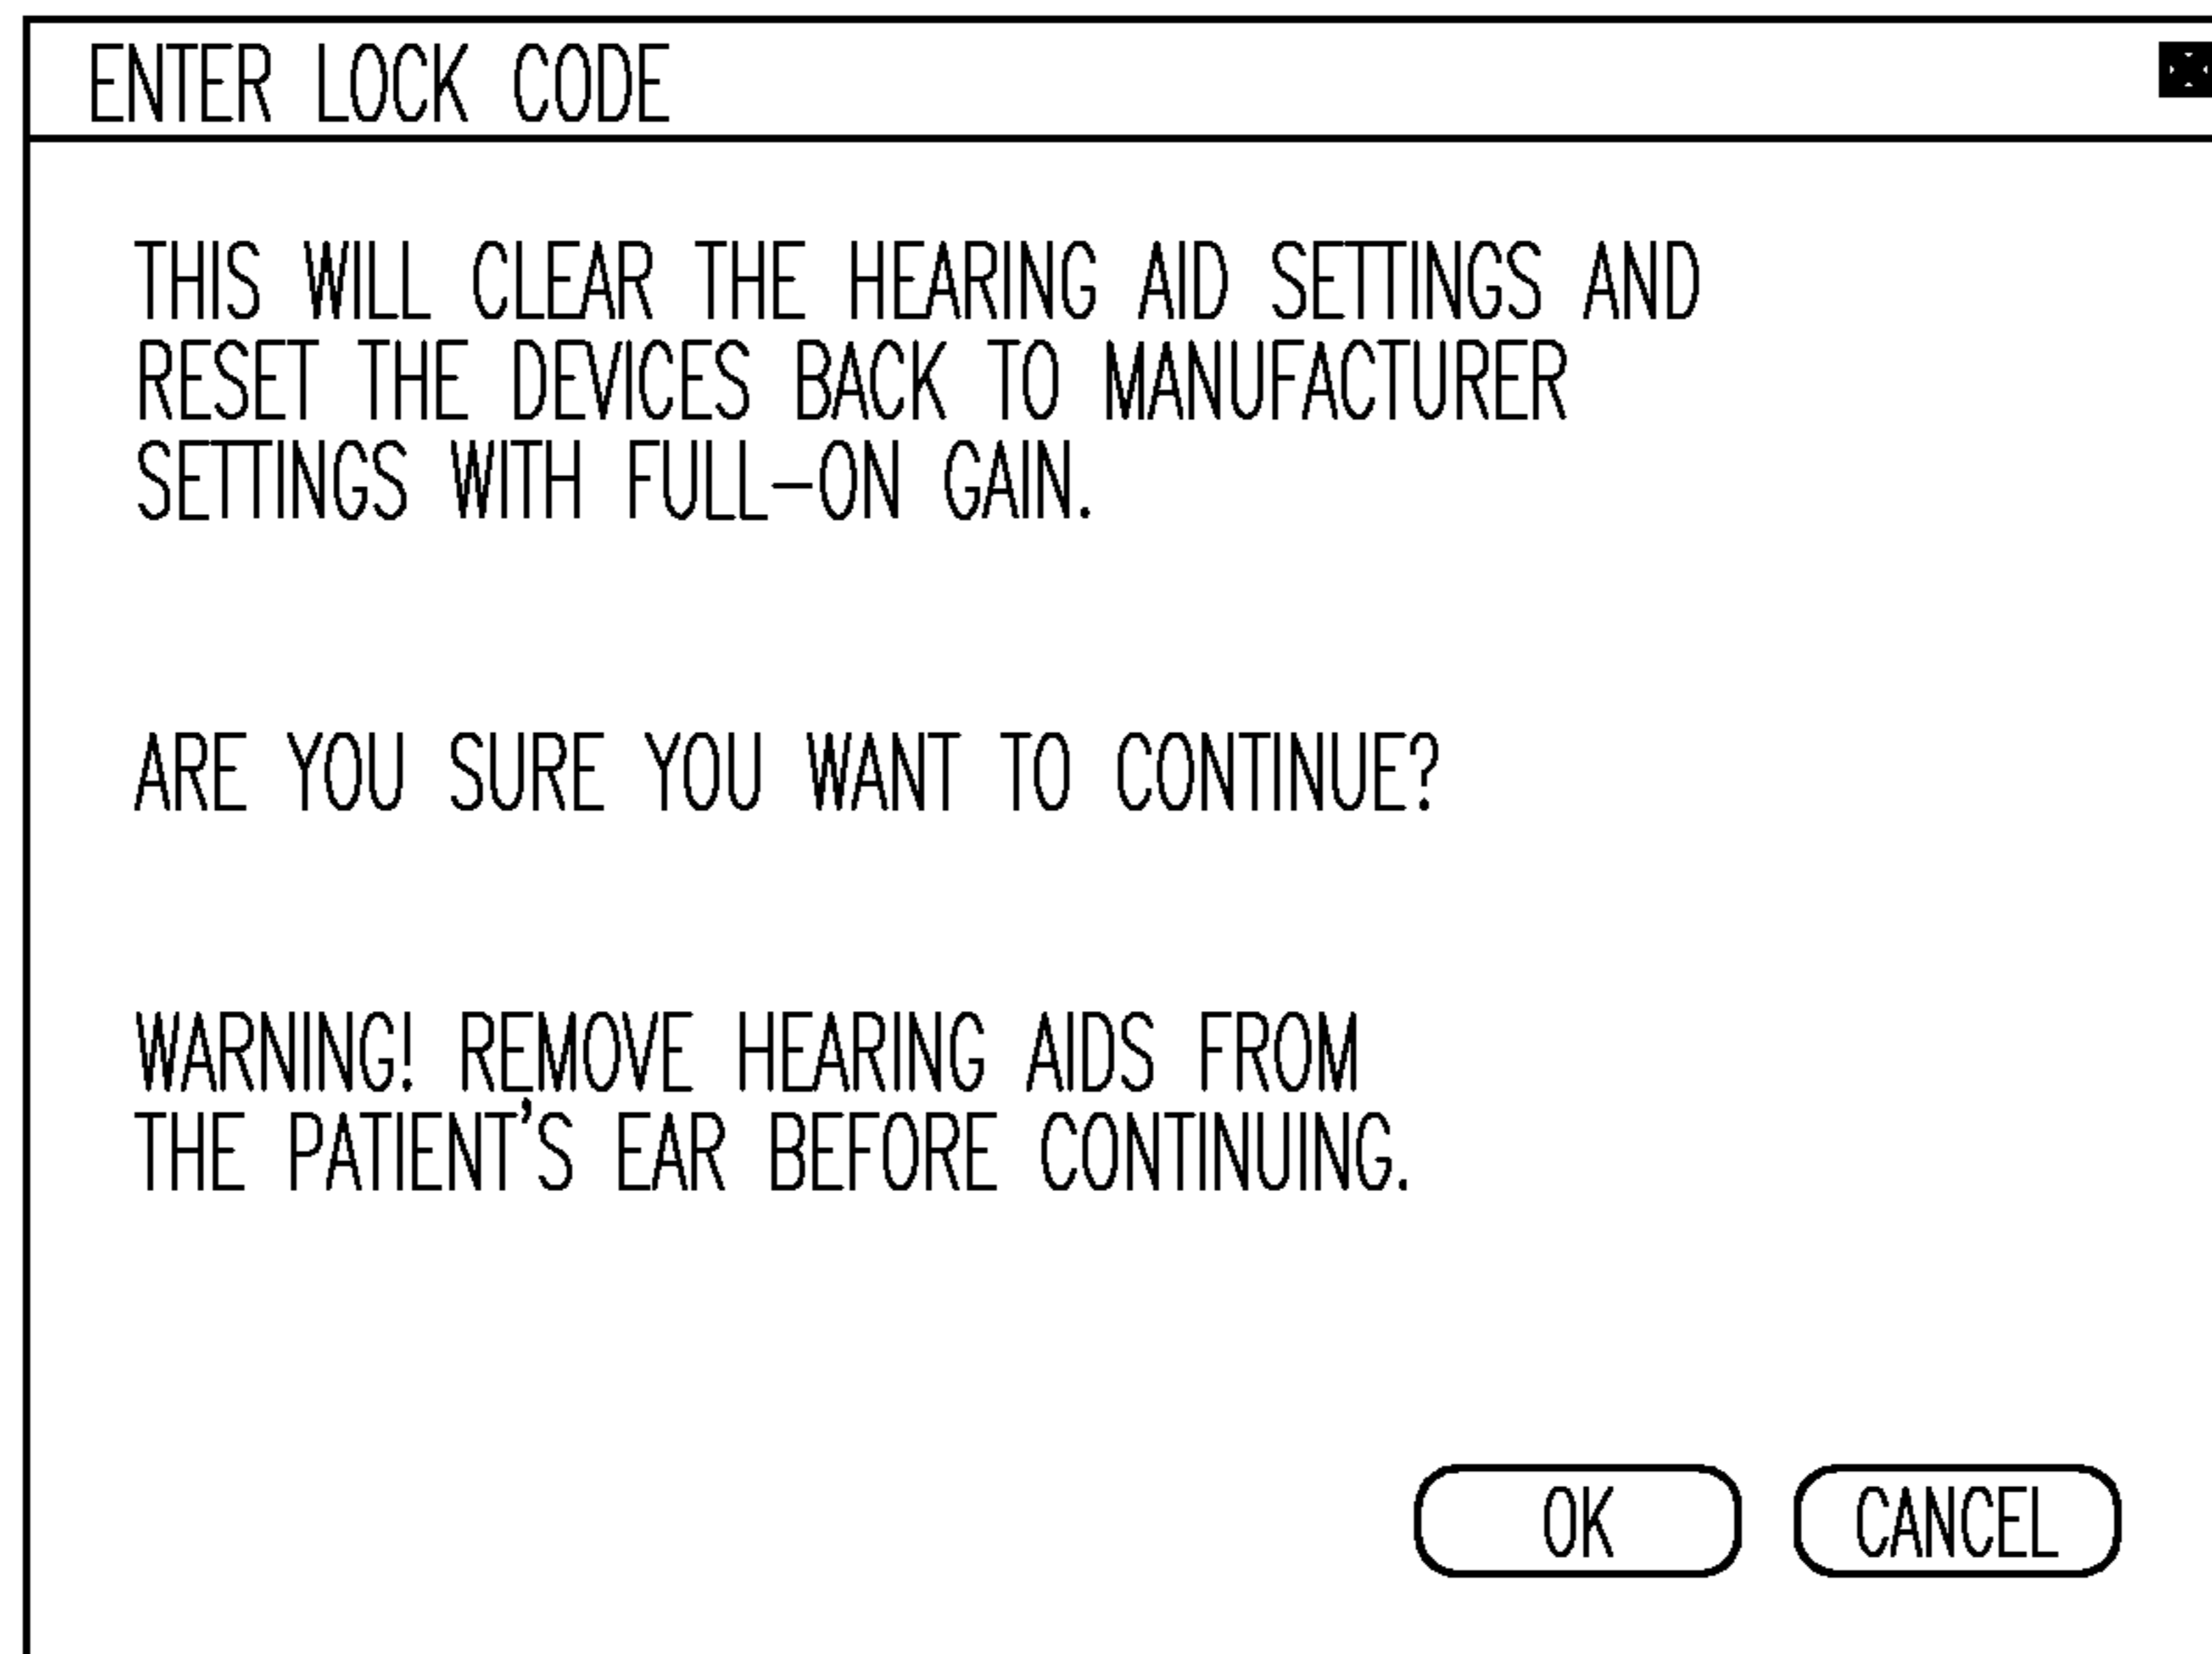 ENTER LOCK CODE
THIS WILL CLEAR THE HEARING AID SETTINGS AND
RESET THE DEVICES BACK TO MANUFACTURER
SETTINGS WITH FULL-ON GAIN.
ARE YOU SURE YOU WANT TO CONTINUE?
WARNING! REMOVE HEARING AIDS FROM
THE PATIENT'S EAR BEFORE CONTINUING.
OK CANCEL